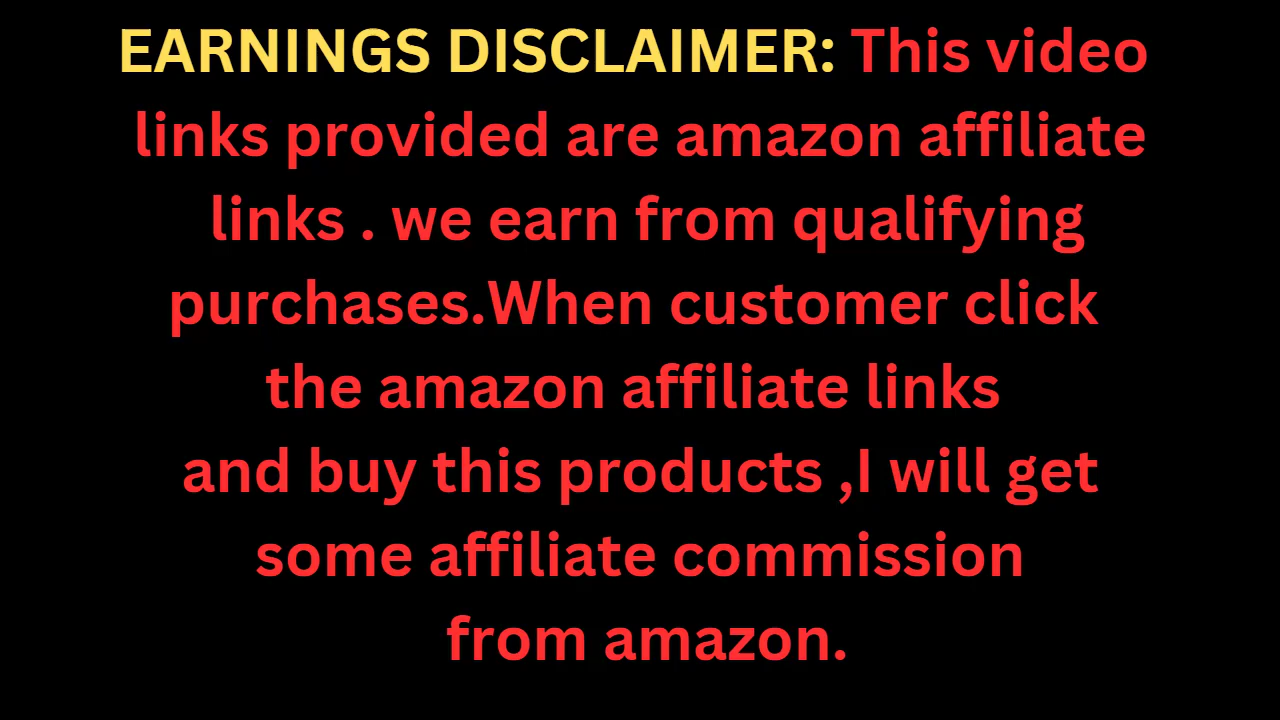 EARNINGS DISCLAIMER: This video
links provided are amazon affiliate
links . we earn from qualifying
purchases.When customer click
the amazon affiliate links
and buy this products ,I will get
some affiliate commission
from amazon.